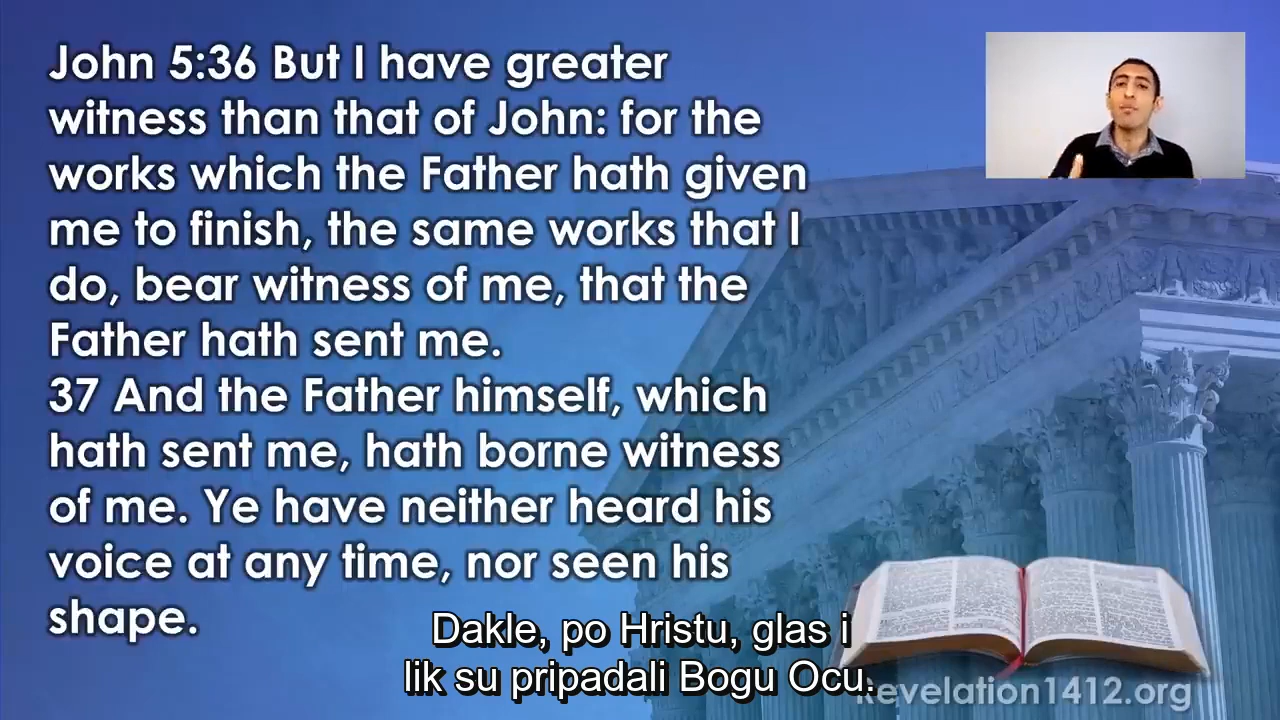 John 5:36 But I have greater
witness than that of John: for the
works which the Father hath given
me to finish, the same works that I
do, bear witness of me, that the
Father hath sent me.
37 And the Father himself, which
hath sent me, hath borne witness
of me. Ye have neither heard his
voice at any time, nor seen his
shape.
Dakle, po Hristu, glas i
lik su pripadali Bogu Ocu.
Revelation1412.org